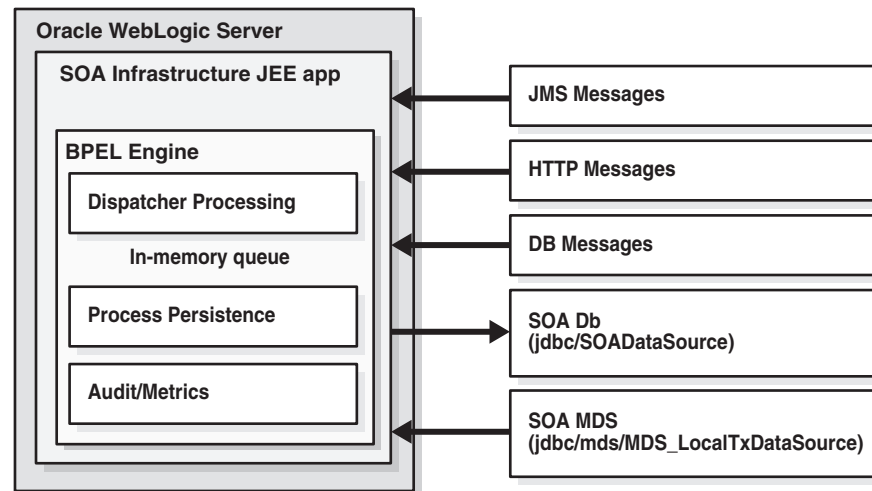 Oracle WebLogic Server
SOA Infrastructure JEE app
BPEL Engine
Dispatcher Processing
In-memory queue
Process Persistence
Audit/Metrics
JMS Messages
HTTP Messages
DB Messages
SOA Db
(jdbc/SOADataSource)
SOA MDS
(jdbc/mds/MDS_LocalTxDataSource)